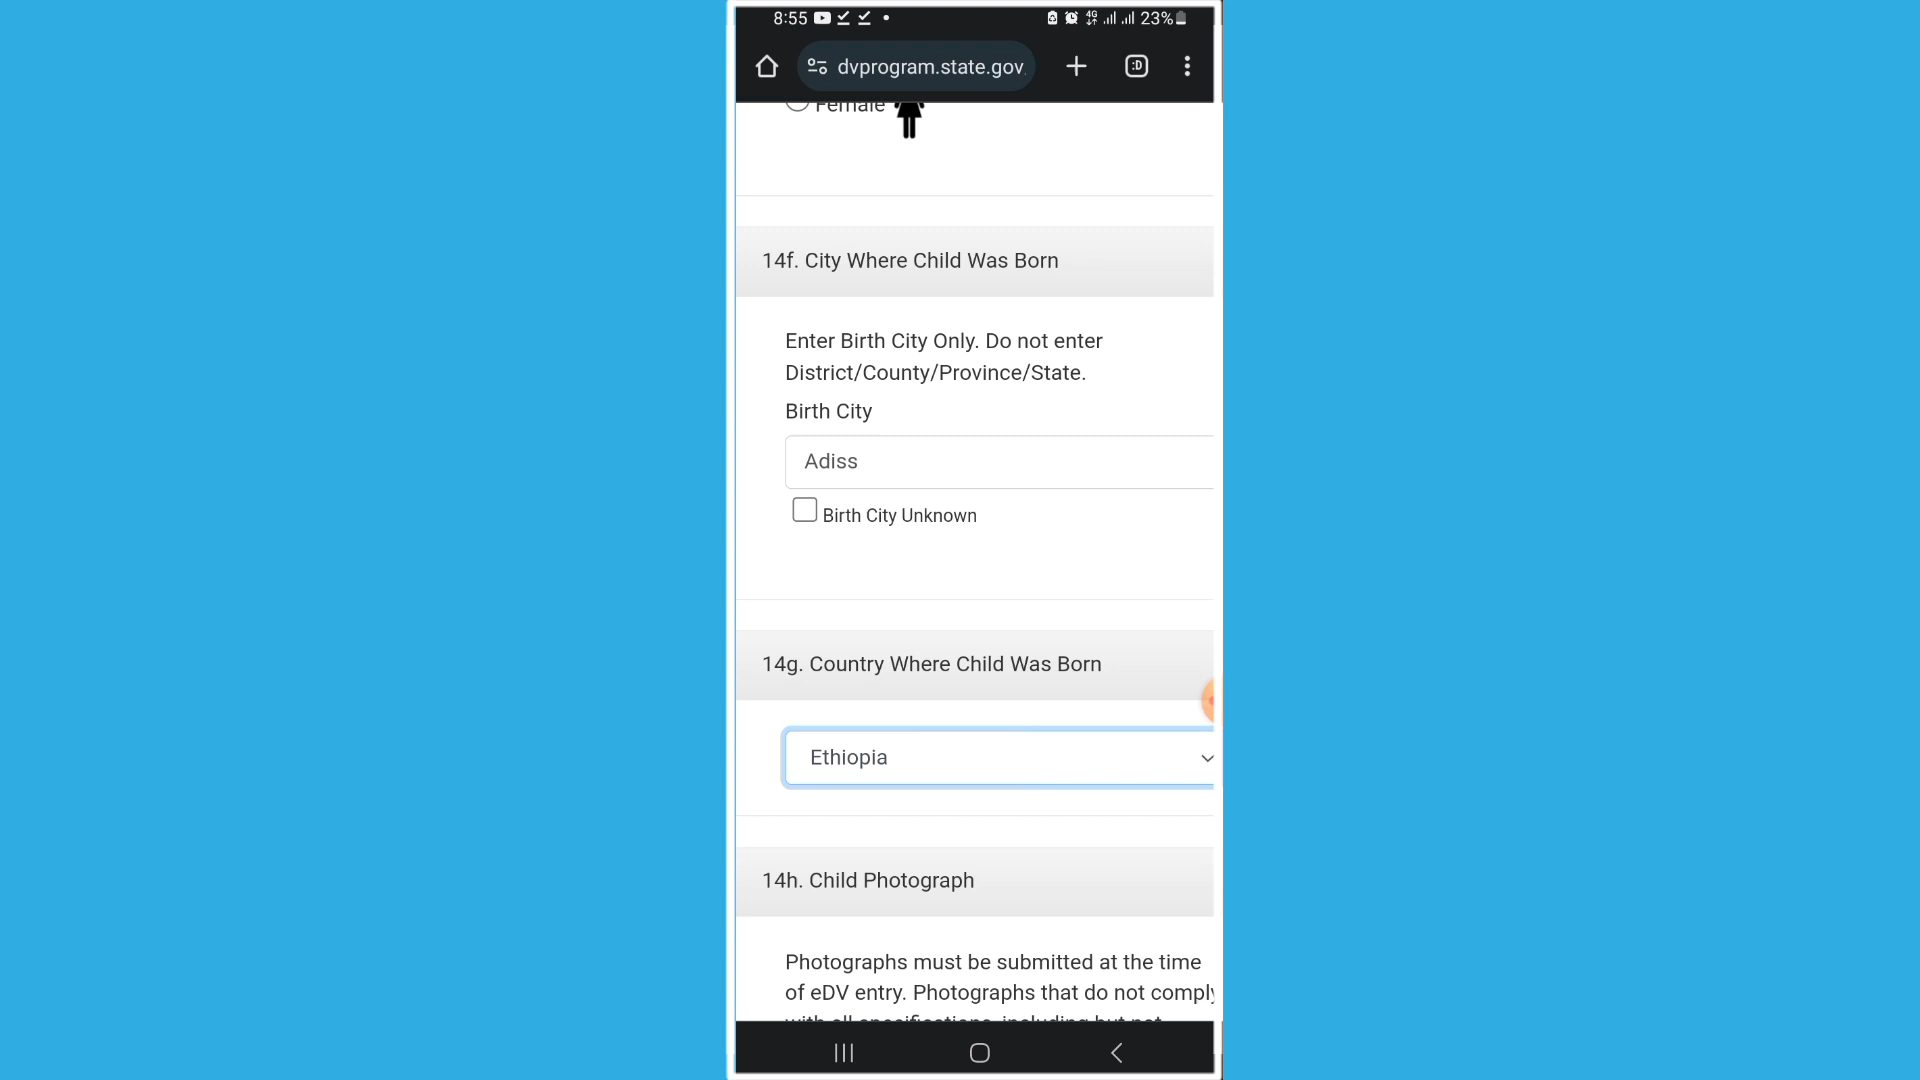 8:55 4G 23%
dvprogram.state.gov :D
Female
14f. City Where Child Was Born
Enter Birth City Only. Do not enter
District/County/Province/State.
Birth City
Adiss
Birth City Unknown
14g. Country Where Child Was Born
Ethiopia
14h. Child Photograph
Photographs must be submitted at the time
of eDV entry. Photographs that do not comply
with all specifications, including but not